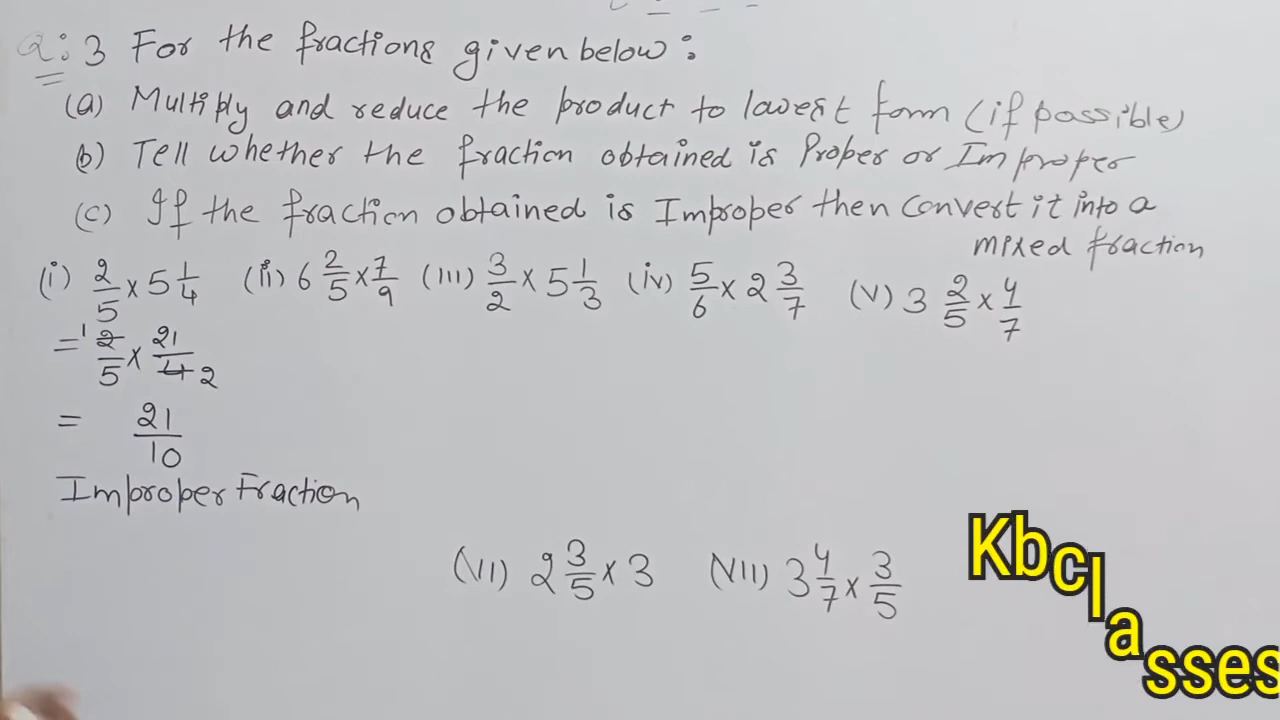 Q:3 For the fractions given below:
(a) Multiply and reduce the product to lowest form (if possible)
(b) Tell whether the fraction obtained is Proper or Improper
(c) If the fraction obtained is Improper then convert it into a
mixed fraction
(i) 2/5 × 5 1/4 (ii) 6 2/5 × 7/9 (III) 3/2 × 5 1/3 (iv) 5/6 × 2 3/7 (V) 3 2/5 × 4/7
= 1 2/5 × 21/4 2
= 21/10
Improper Fraction
(VI) 2 3/5 × 3 (VII) 3 4/7 × 3/5
Kbclasses